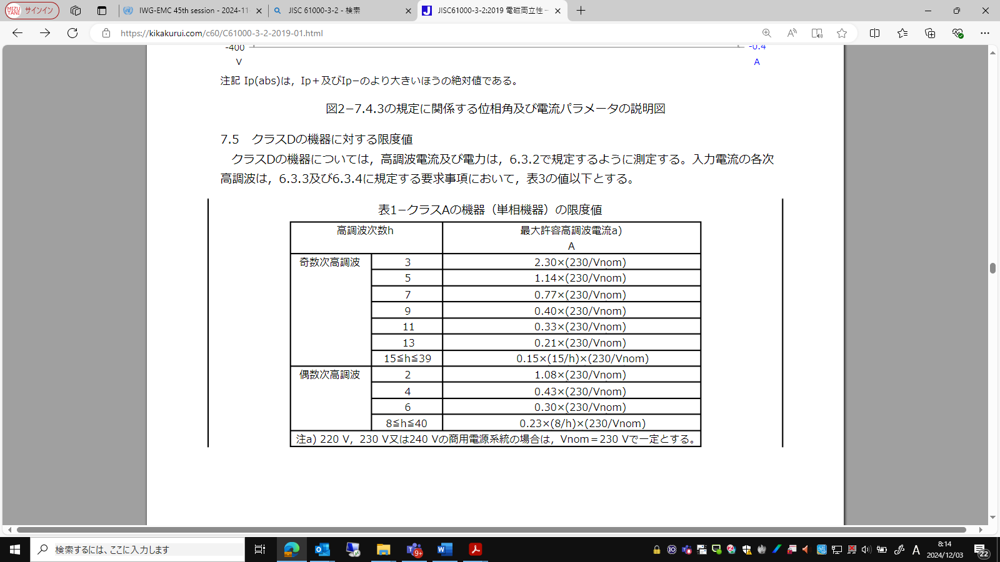 MIZU TANI サインイン
IWG-EMC 45th session - 2024-11-
JISC 61000-3-2 - 検索
JISC61000-3-2:2019 電磁両立性－
https://kikakurui.com/c60/C61000-3-2-2019-01.html
-400
-0.4
V
A
注記 Ip(abs)は，Ip＋及びIp−のより大きいほうの絶対値である。
図2−7.4.3の規定に関係する位相角及び電流パラメータの説明図
7.5 クラスDの機器に対する限度値
クラスDの機器については，高調波電流及び電力は，6.3.2で規定するように測定する。入力電流の各次
高調波は，6.3.3及び6.3.4に規定する要求事項において，表3の値以下とする。
表1−クラスAの機器（単相機器）の限度値
高調波次数h 最大許容高調波電流a)
A
奇数次高調波 3 2.30×(230/Vnom)
5 1.14×(230/Vnom)
7 0.77×(230/Vnom)
9 0.40×(230/Vnom)
11 0.33×(230/Vnom)
13 0.21×(230/Vnom)
15≦h≦39 0.15×(15/h)×(230/Vnom)
偶数次高調波 2 1.08×(230/Vnom)
4 0.43×(230/Vnom)
6 0.30×(230/Vnom)
8≦h≦40 0.23×(8/h)×(230/Vnom)
注a) 220 V，230 V又は240 Vの商用電源系統の場合は，Vnom＝230 Vで一定とする。
検索するには、ここに入力します
9+
A
8:14
2024/12/03
22